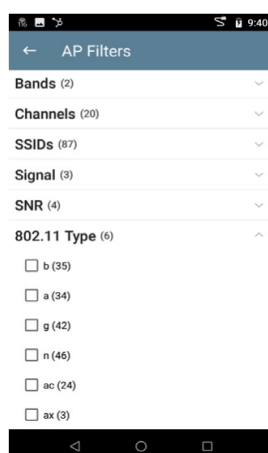 9:40
AP Filters
Bands (2)
Channels (20)
SSIDs (87)
Signal (3)
SNR (4)
802.11 Type (6)
b (35)
a (34)
g (42)
n (46)
ac (24)
ax (3)